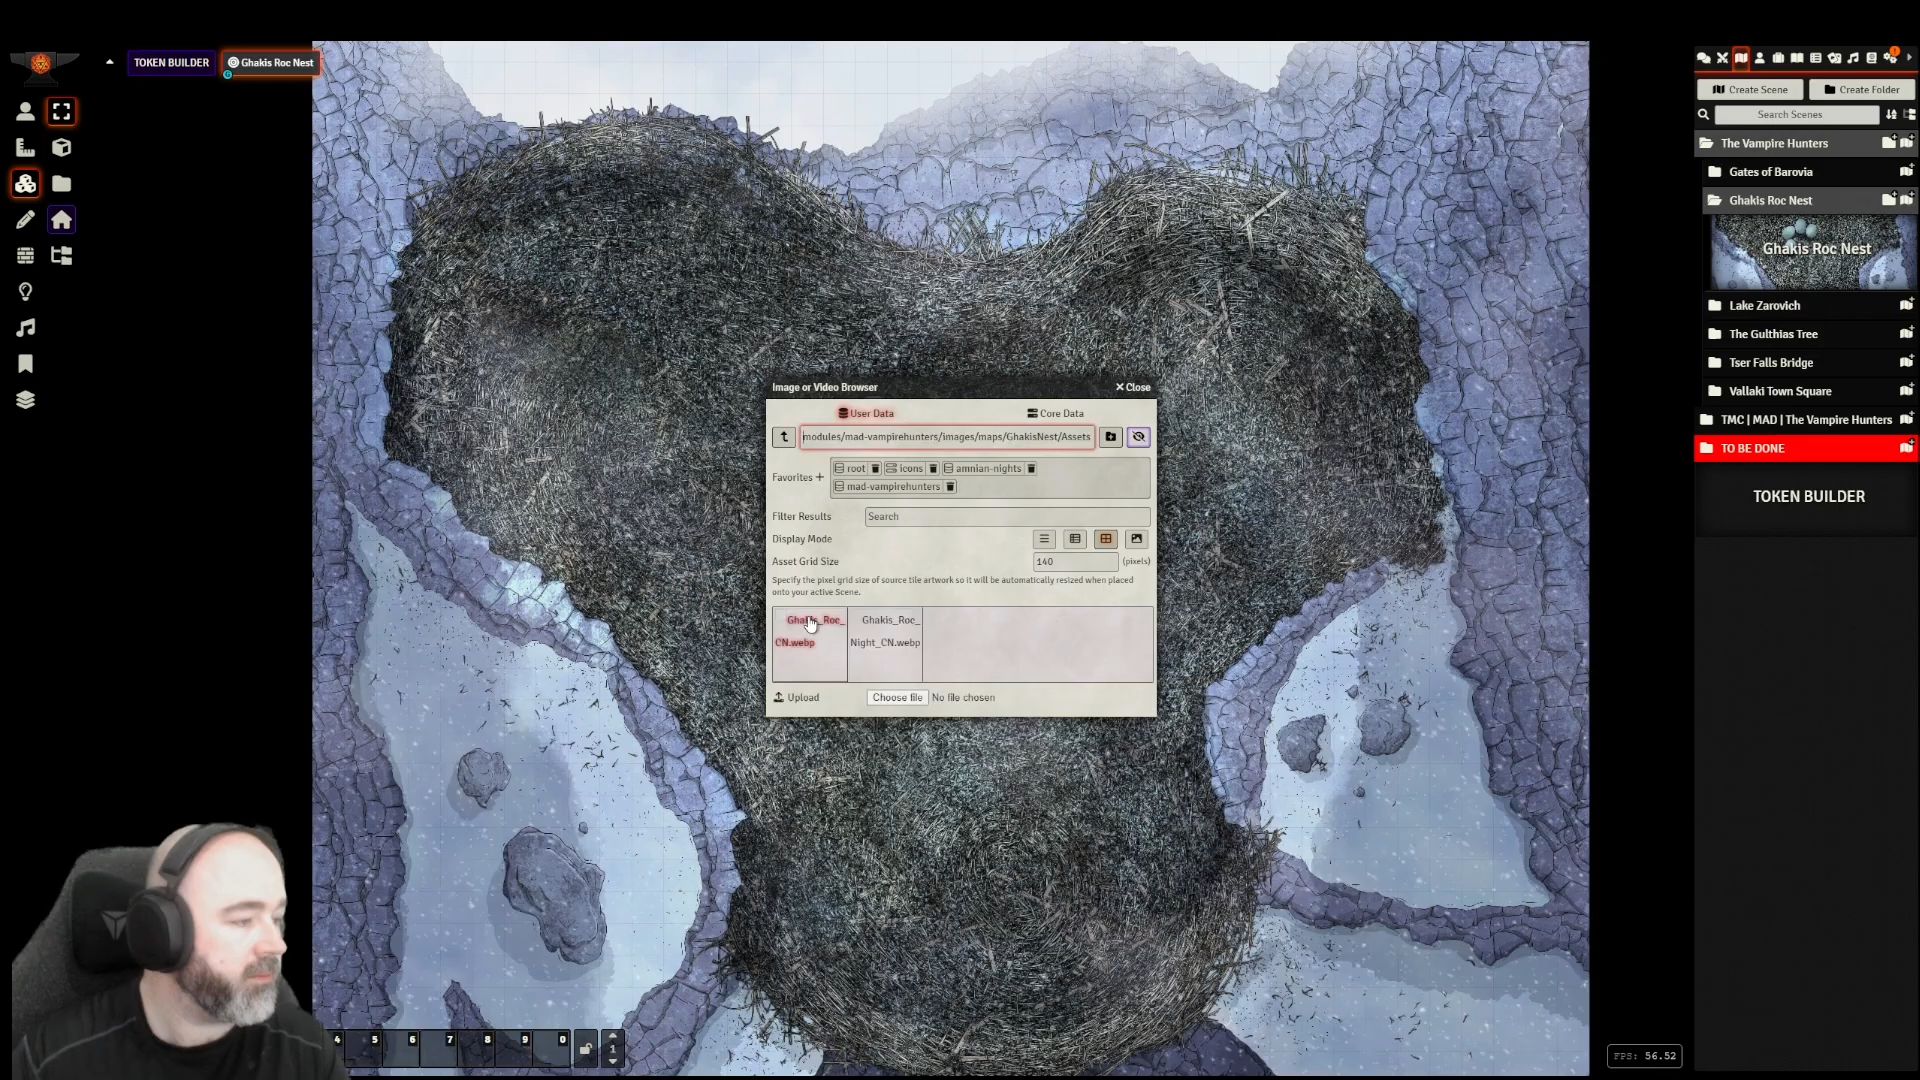 TOKEN BUILDER
Ghakis Roc Nest
G
Create Scene
Create Folder
Search Scenes
The Vampire Hunters
Gates of Barovia
Ghakis Roc Nest
Ghakis Roc Nest
Lake Zarovich
The Gulthias Tree
Tser Falls Bridge
Vallaki Town Square
TMC | MAD | The Vampire Hunters
TO BE DONE
TOKEN BUILDER
Image or Video Browser
Close
User Data
Core Data
modules/mad-vampirehunters/images/maps/GhakisNest/Assets
Favorites +
root
icons
amnian-nights
mad-vampirehunters
Filter Results
Search
Display Mode
Asset Grid Size
140
(pixels)
Specify the pixel grid size of source tile artwork so it will be automatically resized when placed
onto your active Scene.
Ghakis_Roc_
CN.webp
Ghakis_Roc_
Night_CN.webp
Upload
Choose file
No file chosen
4 5 6 7 8 9 0
1
FPS: 56.52